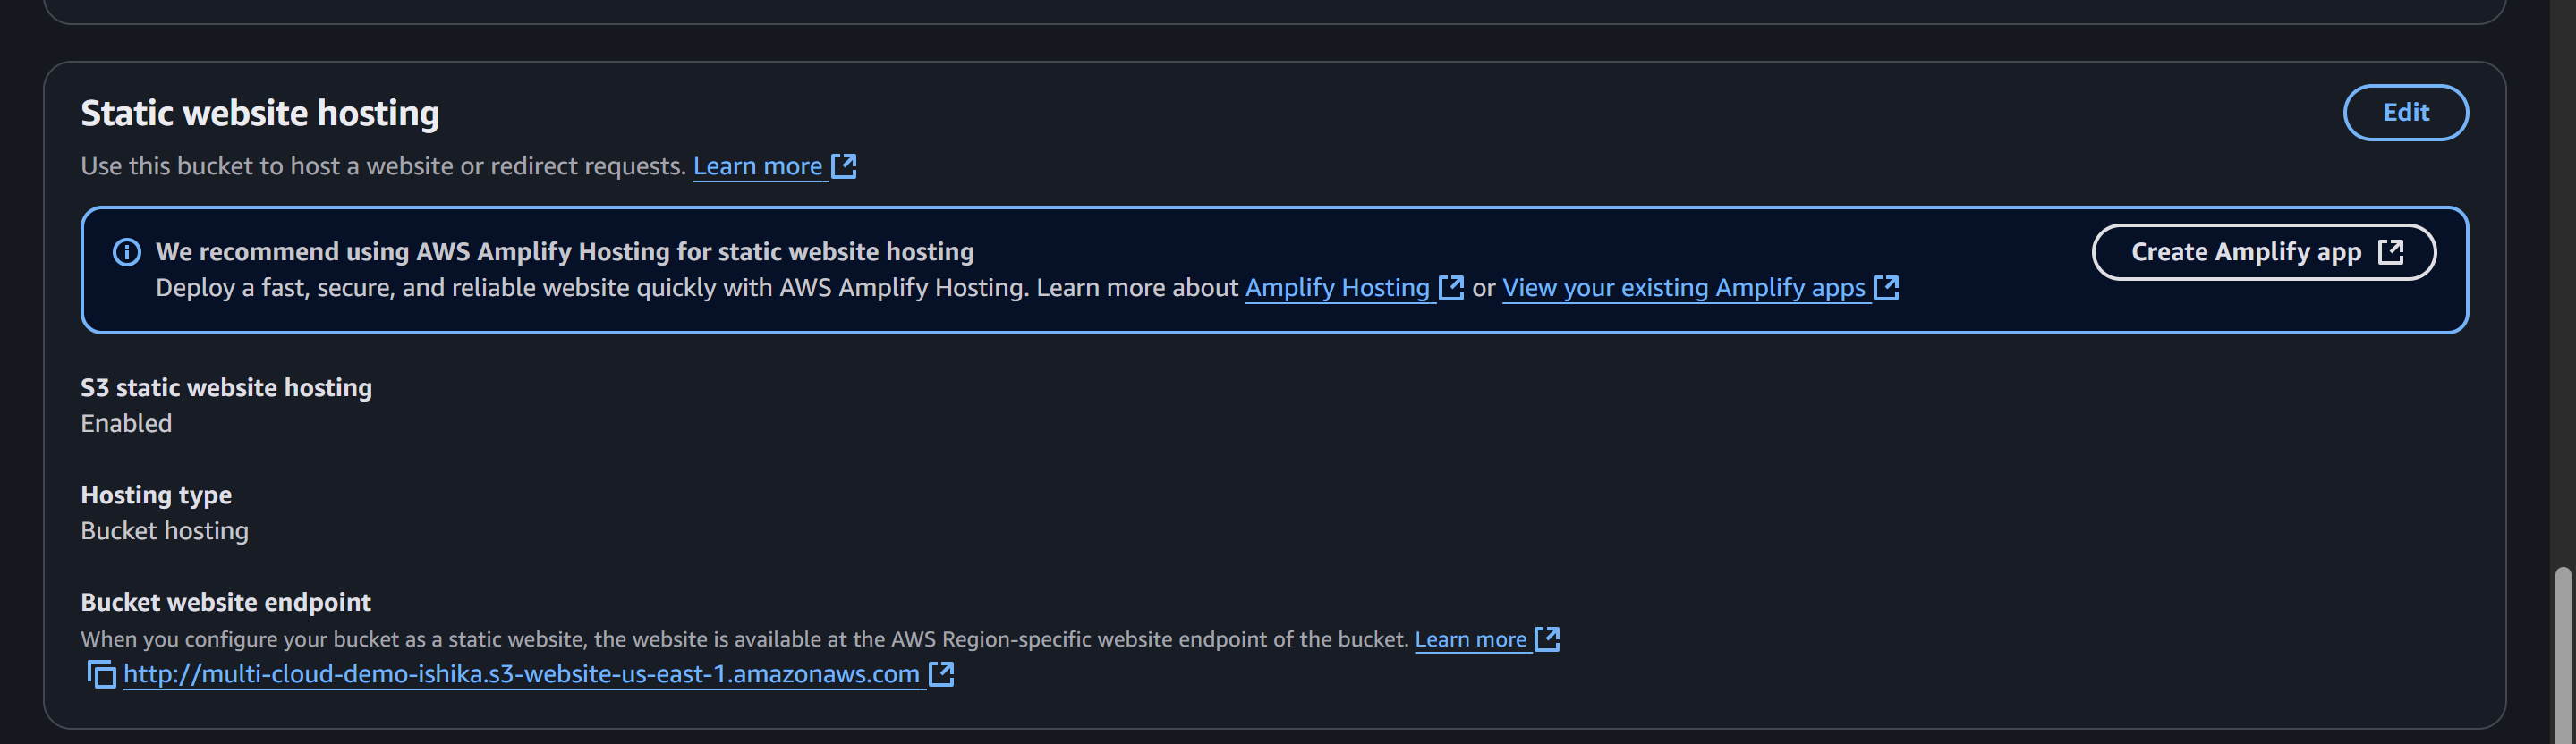 Static website hosting
Edit
Use this bucket to host a website or redirect requests. Learn more
We recommend using AWS Amplify Hosting for static website hosting
Create Amplify app
Deploy a fast, secure, and reliable website quickly with AWS Amplify Hosting. Learn more about Amplify Hosting or View your existing Amplify apps
S3 static website hosting
Enabled
Hosting type
Bucket hosting
Bucket website endpoint
When you configure your bucket as a static website, the website is available at the AWS Region-specific website endpoint of the bucket. Learn more
http://multi-cloud-demo-ishika.s3-website-us-east-1.amazonaws.com